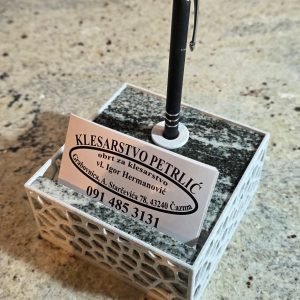 KLESARSTVO PETRLIĆ
obrt za klesarstvo
vl. Igor Hermanović
Grabovnica, A. Starčevića 78, 43240 Čazma
091 485 3131